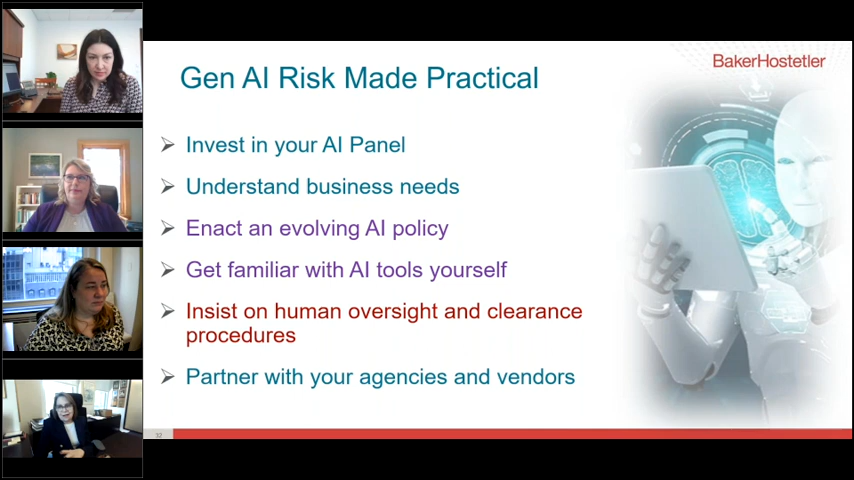 BakerHostetler
Gen AI Risk Made Practical
Invest in your AI Panel
Understand business needs
Enact an evolving AI policy
Get familiar with AI tools yourself
Insist on human oversight and clearance
procedures
Partner with your agencies and vendors
32